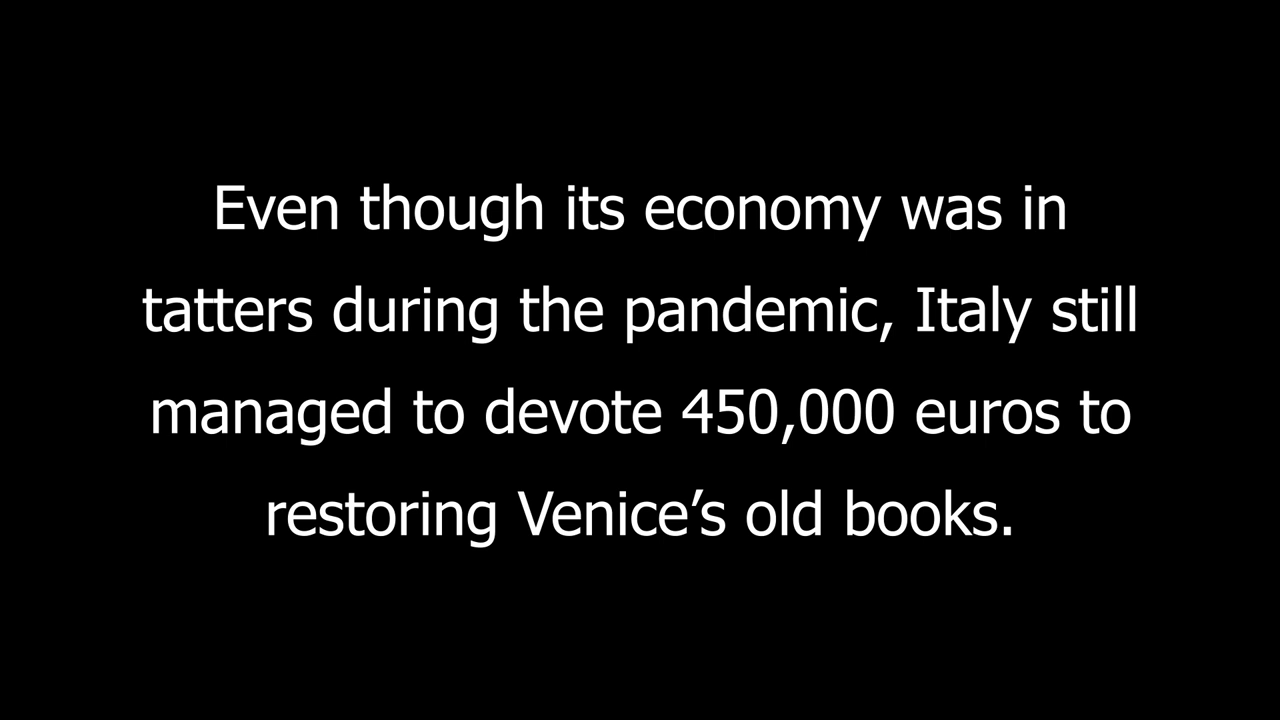 Even though its economy was in
tatters during the pandemic, Italy still
managed to devote 450,000 euros to
restoring Venice’s old books.